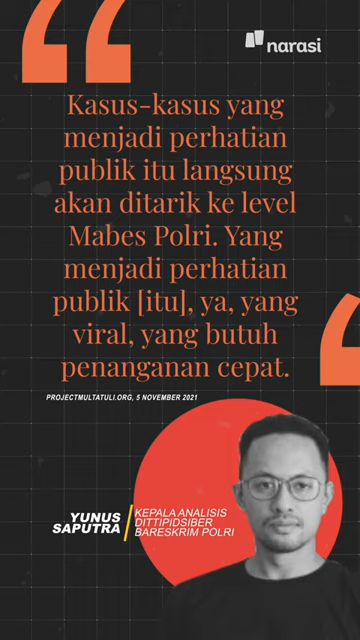 narasi
Kasus-kasus yang
menjadi perhatian
publik itu langsung
akan ditarik ke level
Mabes Polri. Yang
menjadi perhatian
publik [itu], ya, yang
viral, yang butuh
penanganan cepat.
PROJECTMULTATULI.ORG, 5 NOVEMBER 2021
YUNUS
SAPUTRA
KEPALA ANALISIS
DITTIPIDSIBER
BARESKRIM POLRI